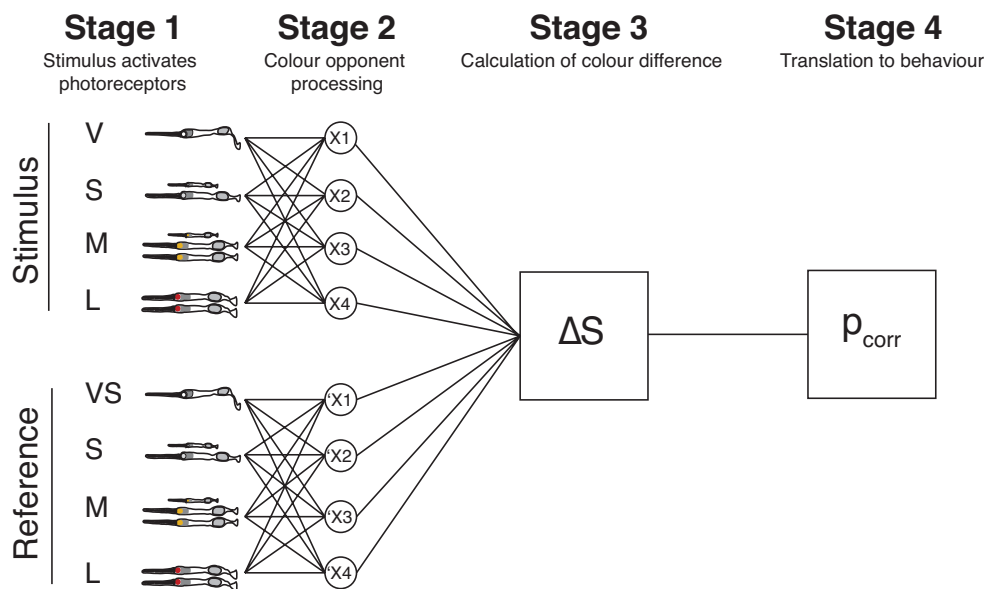 Stage 1
Stimulus activates
photoreceptors
Stage 2
Colour opponent
processing
Stage 3
Calculation of colour difference
Stage 4
Translation to behaviour
Stimulus
V
S
M
L
X1
X2
X3
X4
Reference
VS
S
M
L
‘X1
‘X2
‘X3
‘X4
ΔS
pcorr